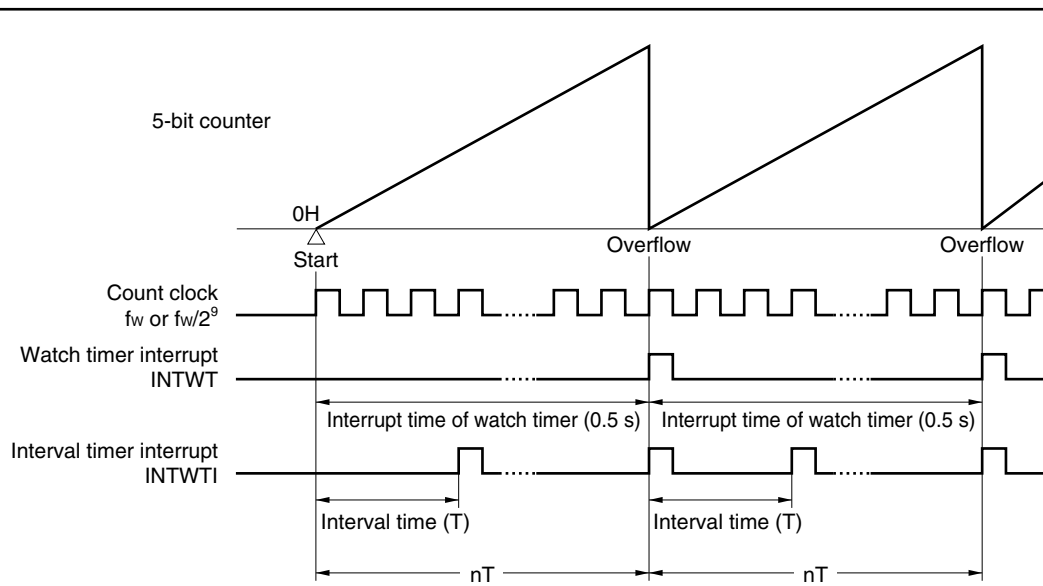 5-bit counter
0H
Start
Overflow
Overflow
Count clock
fw or fw/2⁹
Watch timer interrupt
INTWT
Interrupt time of watch timer (0.5 s)
Interrupt time of watch timer (0.5 s)
Interval timer interrupt
INTWTI
Interval time (T)
Interval time (T)
nT
nT